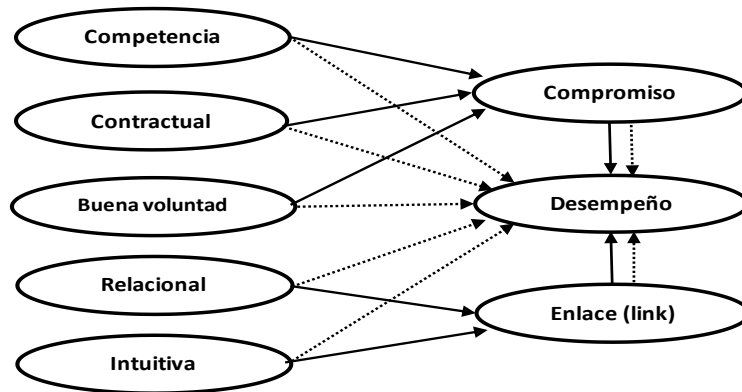 Competencia
Contractual
Buena voluntad
Relacional
Intuitiva
Compromiso
Desempeño
Enlace (link)